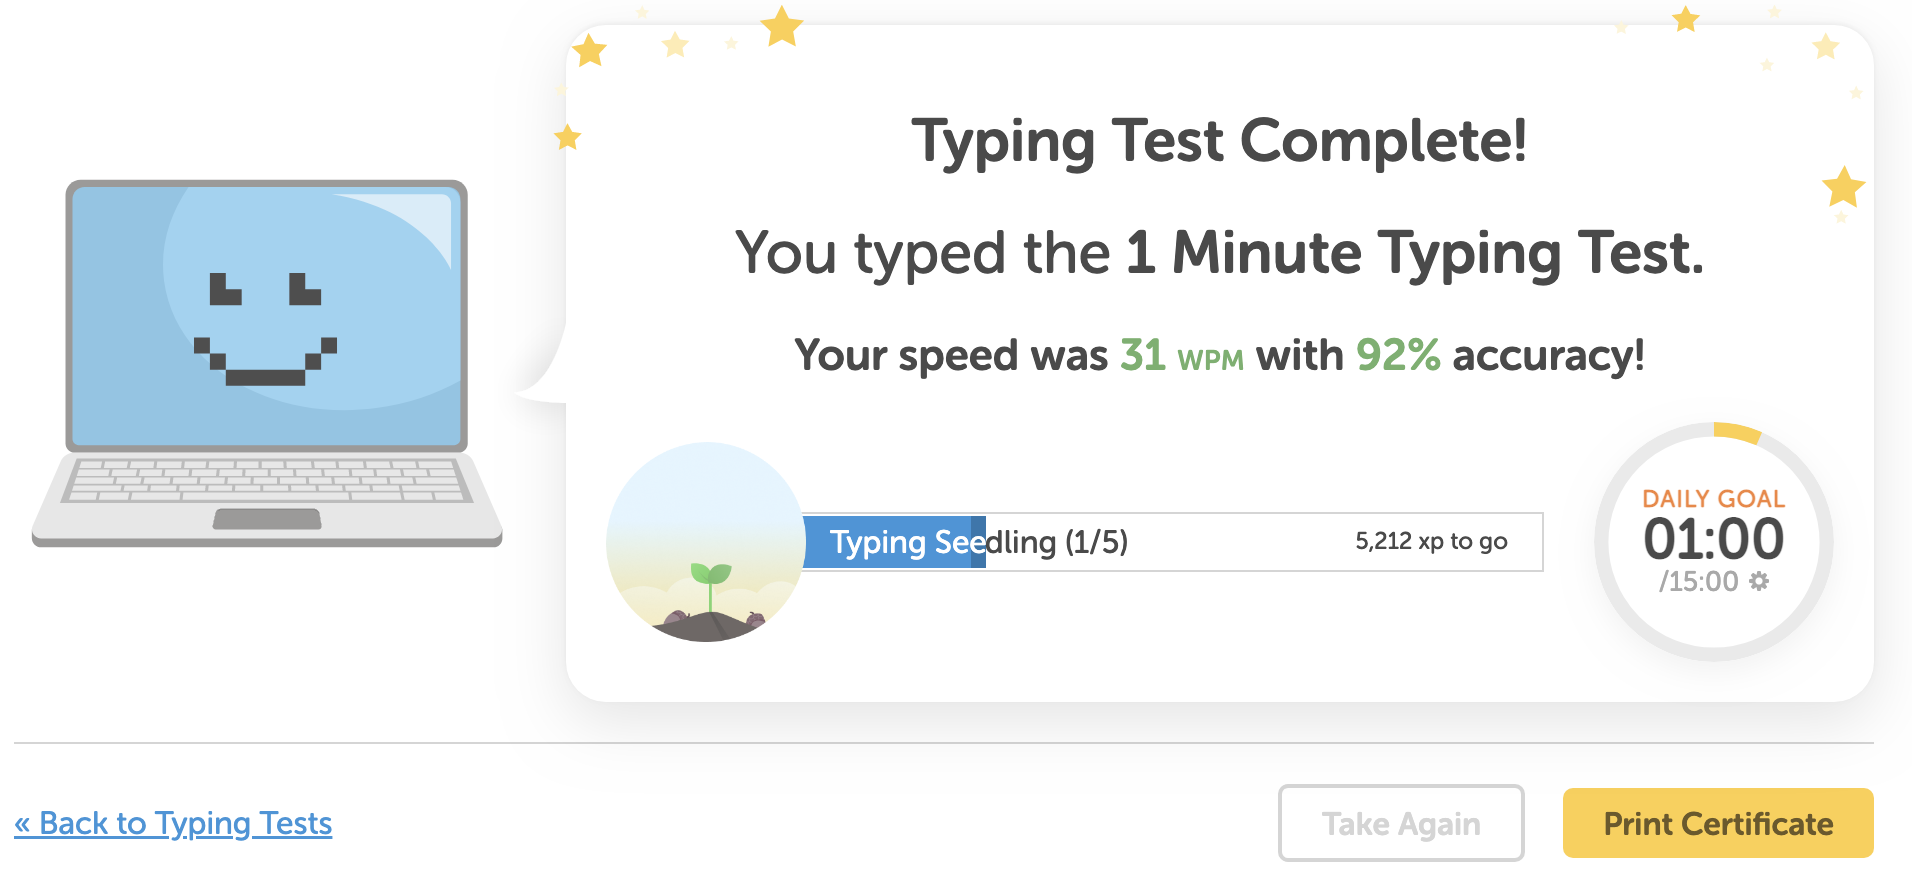 Typing Test Complete!
You typed the 1 Minute Typing Test.
Your speed was 31 WPM with 92% accuracy!
Typing Seedling (1/5) 5,212 xp to go
DAILY GOAL
01:00
/15:00
« Back to Typing Tests
Take Again
Print Certificate